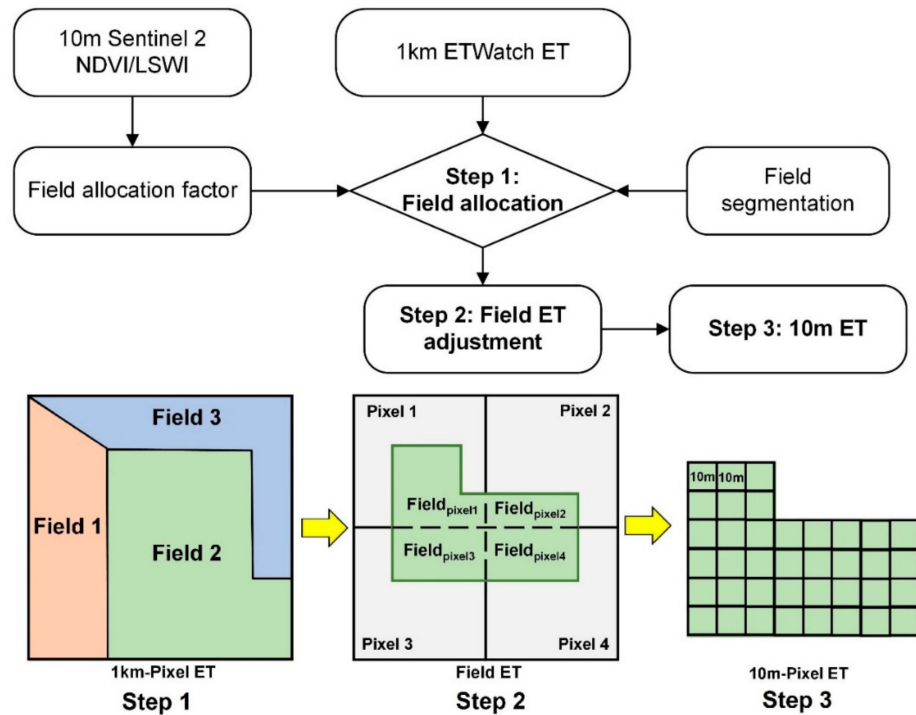 10m Sentinel 2
NDVI/LSWI
1km ETWatch ET
Field allocation factor
Step 1:
Field allocation
Field
segmentation
Step 2: Field ET
adjustment
Step 3: 10m ET
Field 3
Field 1
Field 2
1km-Pixel ET
Step 1
Pixel 1
Pixel 2
Fieldpixel1
Fieldpixel2
Fieldpixel3
Fieldpixel4
Pixel 3
Pixel 4
Field ET
Step 2
10m 10m
10m-Pixel ET
Step 3